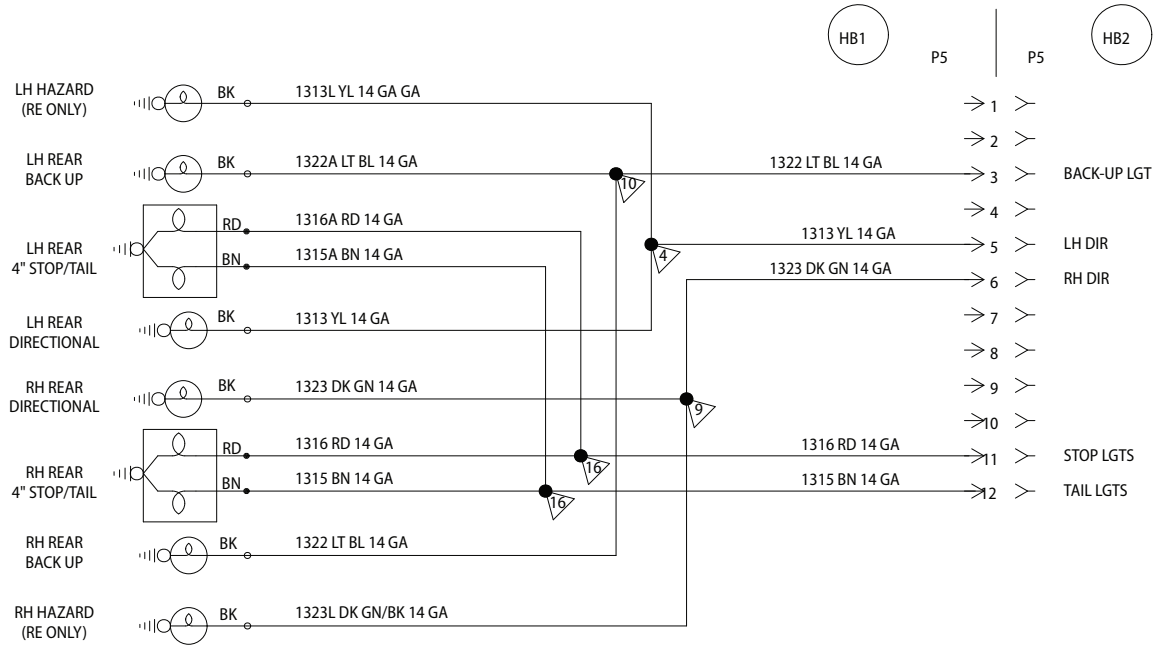 HB1
P5
P5
HB2
LH HAZARD
(RE ONLY)
BK
1313L YL 14 GA GA
1
2
LH REAR
BACK UP
BK
1322A LT BL 14 GA
10
1322 LT BL 14 GA
3
BACK-UP LGT
4
LH REAR
4" STOP/TAIL
RD
1316A RD 14 GA
BN
1315A BN 14 GA
4
1313 YL 14 GA
5
LH DIR
1323 DK GN 14 GA
6
RH DIR
LH REAR
DIRECTIONAL
BK
1313 YL 14 GA
7
8
RH REAR
DIRECTIONAL
BK
1323 DK GN 14 GA
9
9
10
RH REAR
4" STOP/TAIL
RD
1316 RD 14 GA
16
1316 RD 14 GA
11
STOP LGTS
BN
1315 BN 14 GA
16
1315 BN 14 GA
12
TAIL LGTS
RH REAR
BACK UP
BK
1322 LT BL 14 GA
RH HAZARD
(RE ONLY)
BK
1323L DK GN/BK 14 GA